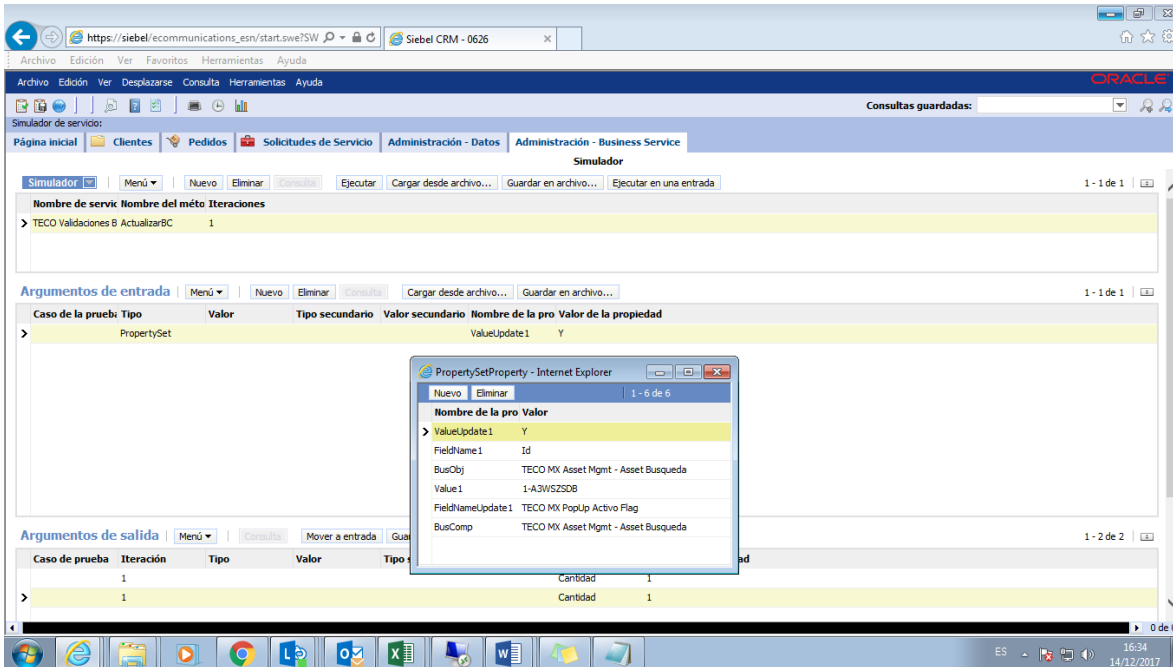 https://siebel/ecommunications_esn/start.swe?SW
Siebel CRM - 0626
Archivo Edición Ver Favoritos Herramientas Ayuda
Archivo Edición Ver Desplazarse Consulta Herramientas Ayuda
ORACLE
Consultas guardadas:
Simulador de servicio:
Página inicial Clientes Pedidos Solicitudes de Servicio Administración - Datos Administración - Business Service
Simulador
Simulador Menú Nuevo Eliminar Consulta Ejecutar Cargar desde archivo... Guardar en archivo... Ejecutar en una entrada 1 - 1 de 1
Nombre de servic Nombre del méto Iteraciones
TECO Validaciones B ActualizarBC 1
Argumentos de entrada Menú Nuevo Eliminar Consulta Cargar desde archivo... Guardar en archivo... 1 - 1 de 1
Caso de la prueb Tipo Valor Tipo secundario Valor secundario Nombre de la pro Valor de la propiedad
PropertySet ValueUpdate1 Y
PropertySetProperty - Internet Explorer
Nuevo Eliminar 1 - 6 de 6
Nombre de la pro Valor
ValueUpdate1 Y
FieldName1 Id
BusObj TECO MX Asset Mgmt - Asset Busqueda
Value1 1-A3WSZSDB
FieldNameUpdate1 TECO MX PopUp Activo Flag
BusComp TECO MX Asset Mgmt - Asset Busqueda
Argumentos de salida Menú Consulta Mover a entrada Gua 1 - 2 de 2
Caso de prueba Iteración Tipo Valor Tipo s ad
1 Cantidad 1
1 Cantidad 1
0 de
ES 16:34
14/12/2017